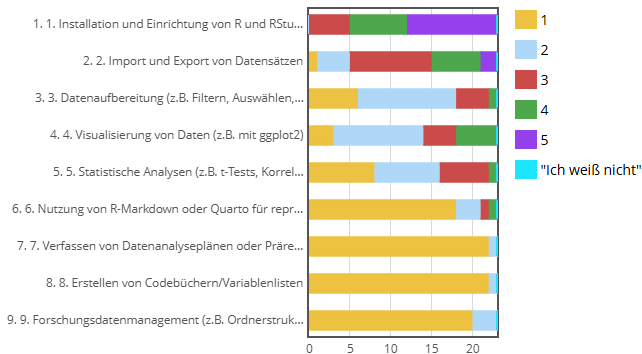 1. 1. Installation und Einrichtung von R und RStu...
2. 2. Import und Export von Datensätzen
3. 3. Datenaufbereitung (z.B. Filtern, Auswählen,...
4. 4. Visualisierung von Daten (z.B. mit ggplot2)
5. 5. Statistische Analysen (z.B. t-Tests, Korrel...
6. 6. Nutzung von R-Markdown oder Quarto für repr...
7. 7. Verfassen von Datenanalyseplänen oder Präre...
8. 8. Erstellen von Codebüchern/Variablenlisten
9. 9. Forschungsdatenmanagement (z.B. Ordnerstruk...
0 5 10 15 20
1
2
3
4
5
"Ich weiß nicht"